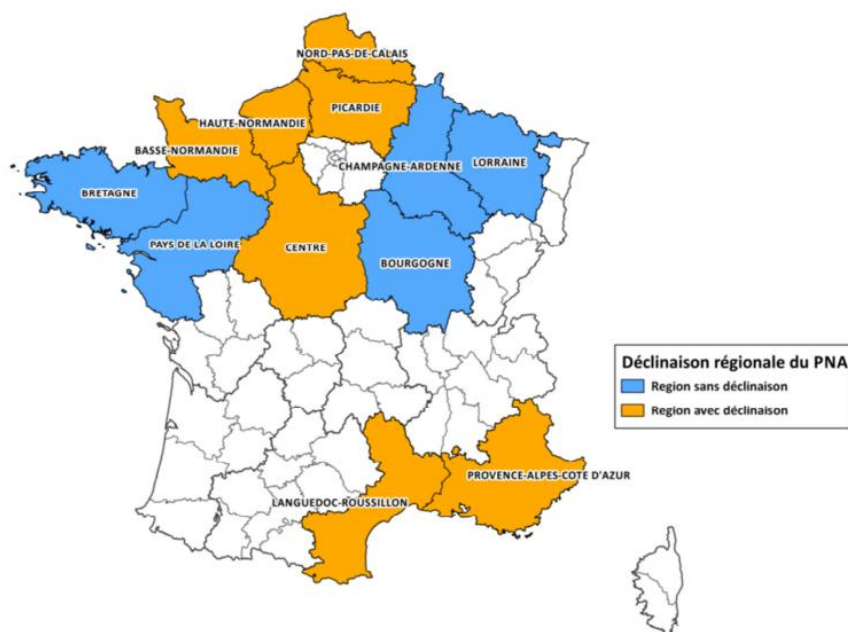 NORD-PAS-DE-CALAIS
PICARDIE
HAUTE-NORMANDIE
BASSE-NORMANDIE
CHAMPAGNE-ARDENNE
LORRAINE
BRETAGNE
PAYS DE LA LOIRE
CENTRE
BOURGOGNE
Déclinaison régionale du PNA
Region sans déclinaison
Region avec déclinaison
PROVENCE-ALPES-COTE D'AZUR
LANGUEDOC-ROUSSILLON